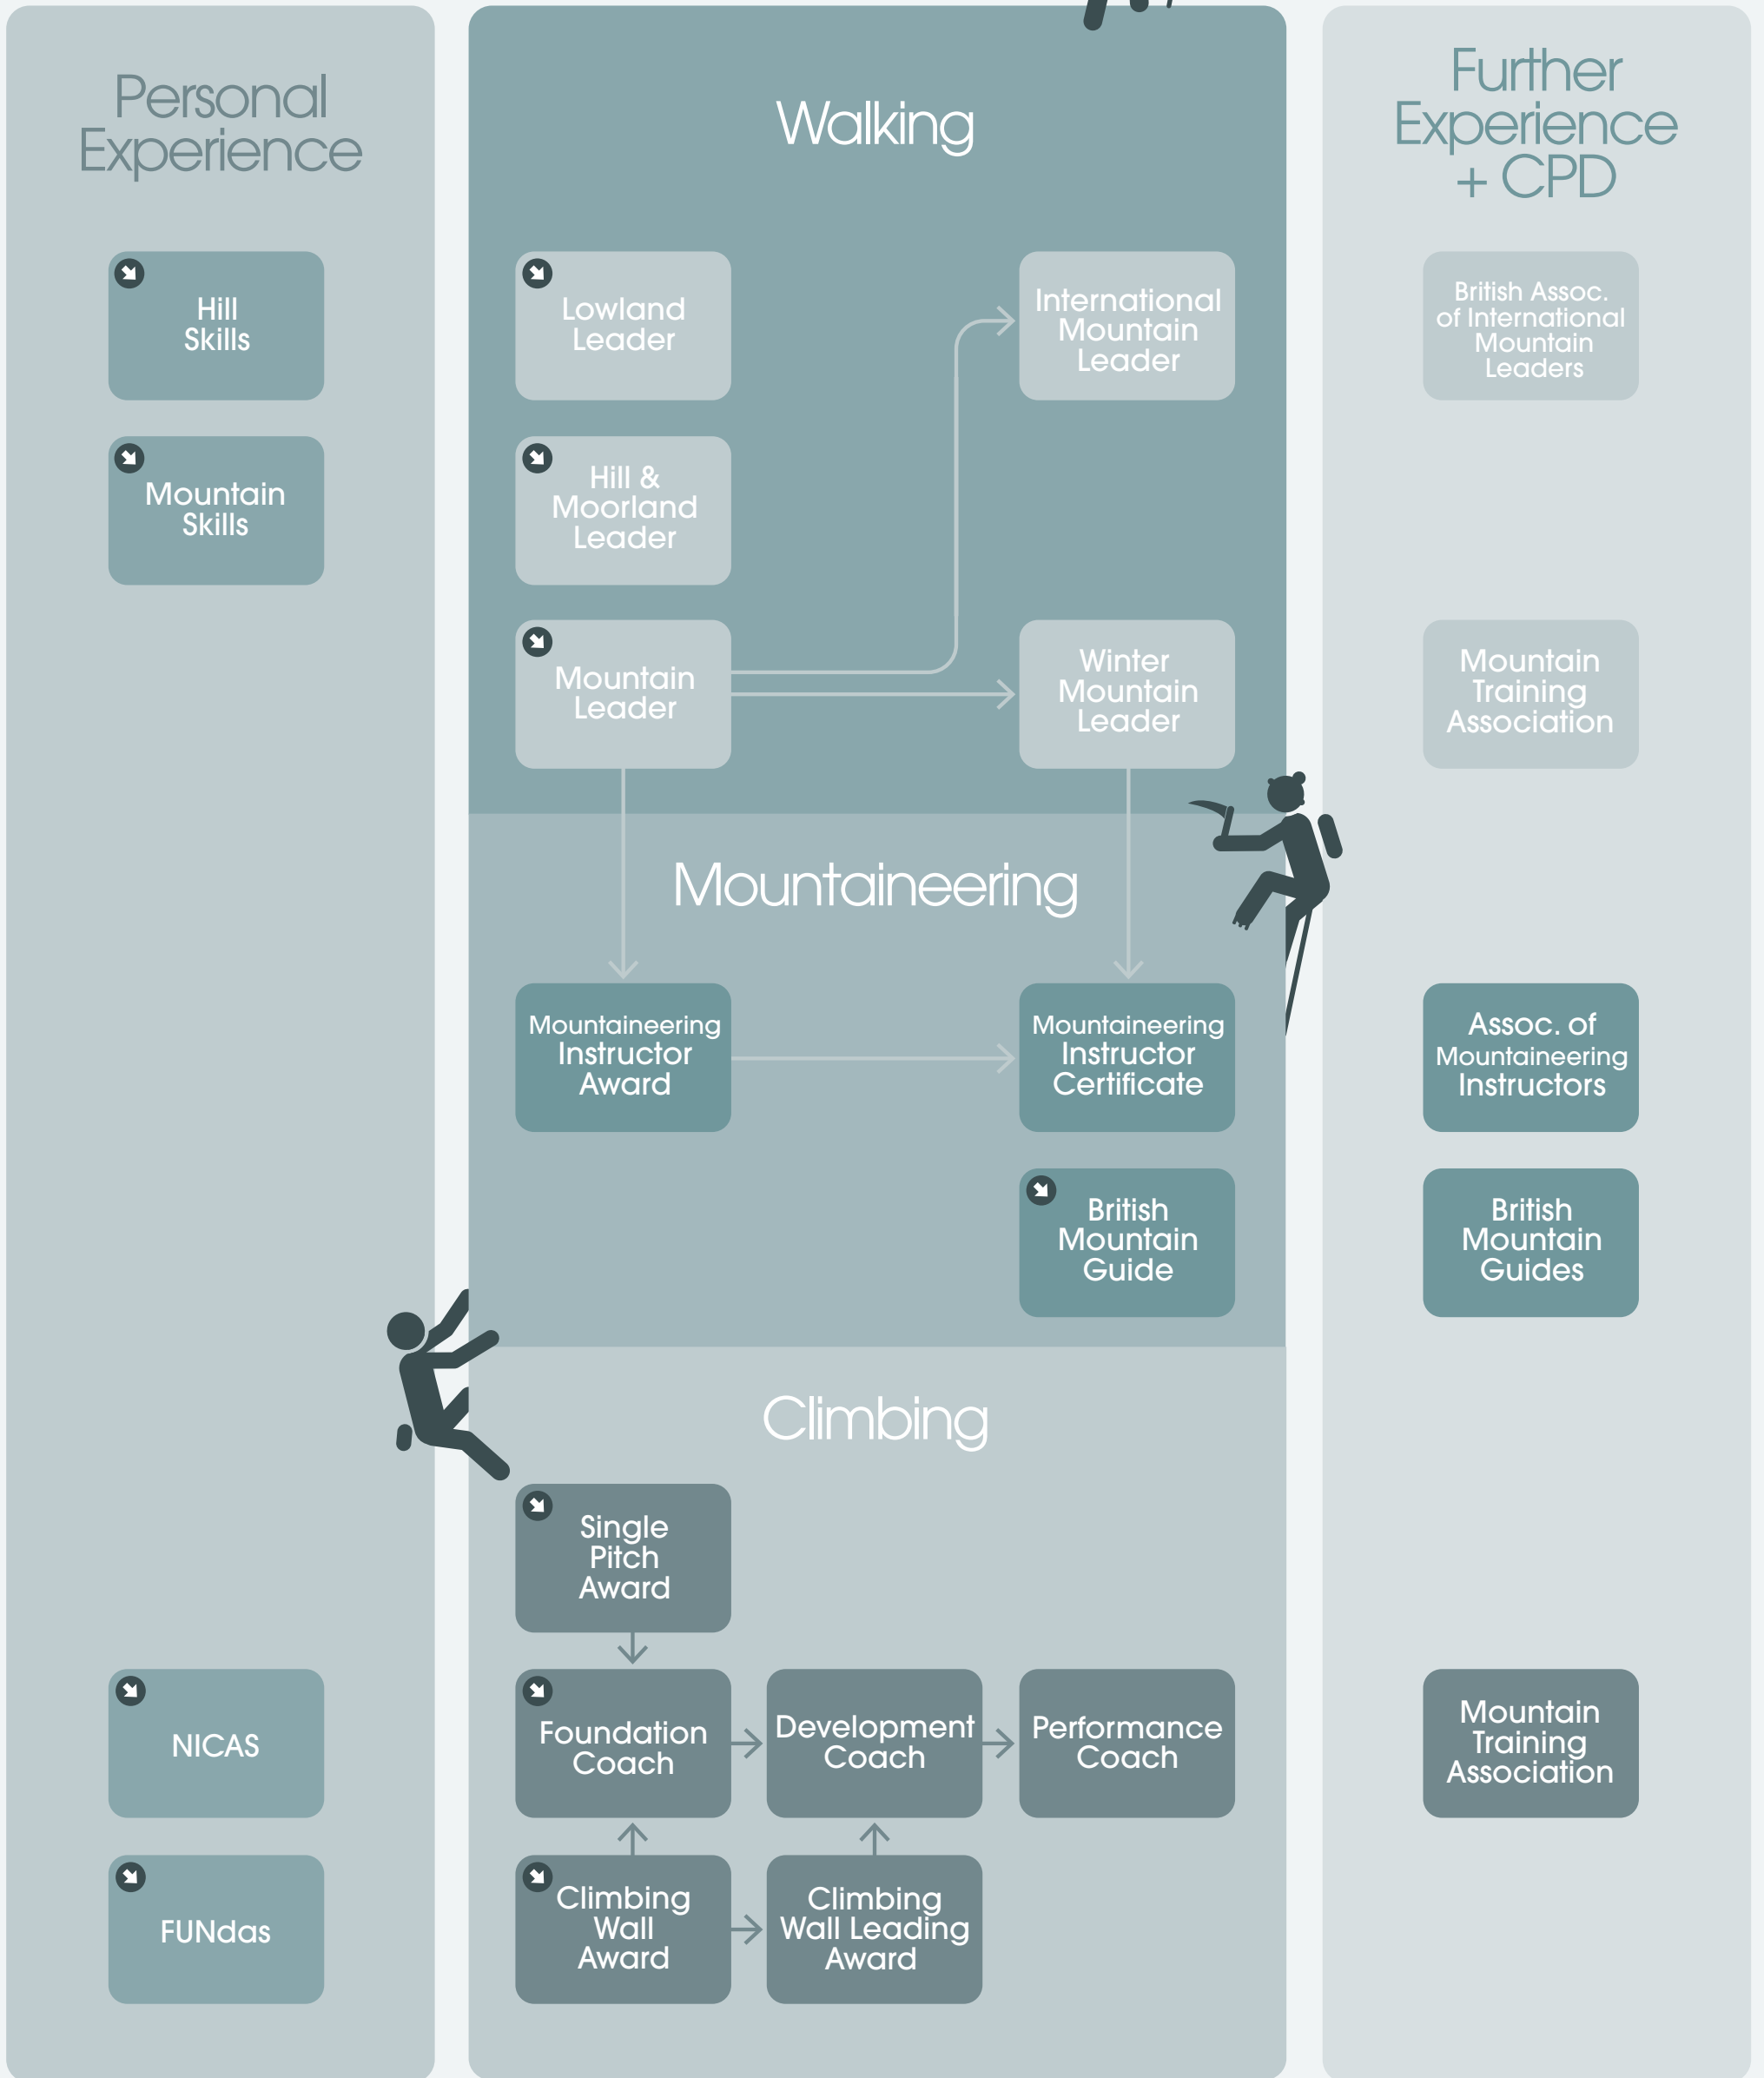 Personal
Experience
Hill
Skills
Mountain
Skills
NICAS
FUNdas
Walking
Lowland
Leader
International
Mountain
Leader
Hill &
Moorland
Leader
Mountain
Leader
Winter
Mountain
Leader
Mountaineering
Mountaineering
Instructor
Award
Mountaineering
Instructor
Certificate
British
Mountain
Guide
Climbing
Single
Pitch
Award
Foundation
Coach
Development
Coach
Performance
Coach
Climbing
Wall
Award
Climbing
Wall Leading
Award
Further
Experience
+ CPD
British Assoc.
of International
Mountain
Leaders
Mountain
Training
Association
Assoc. of
Mountaineering
Instructors
British
Mountain
Guides
Mountain
Training
Association